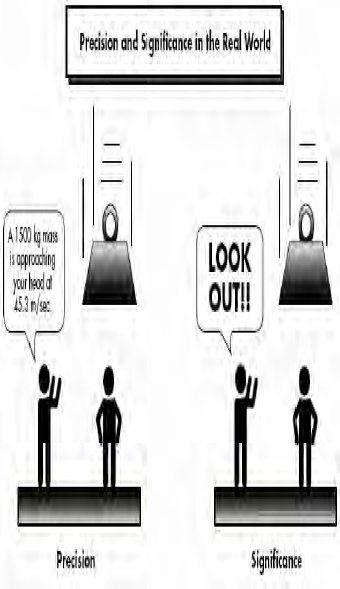 Precision and Significance in the Real World
A 1500 kg mass
is approaching
your head at
45.3 m/sec.
LOOK
OUT!!
Precision
Significance